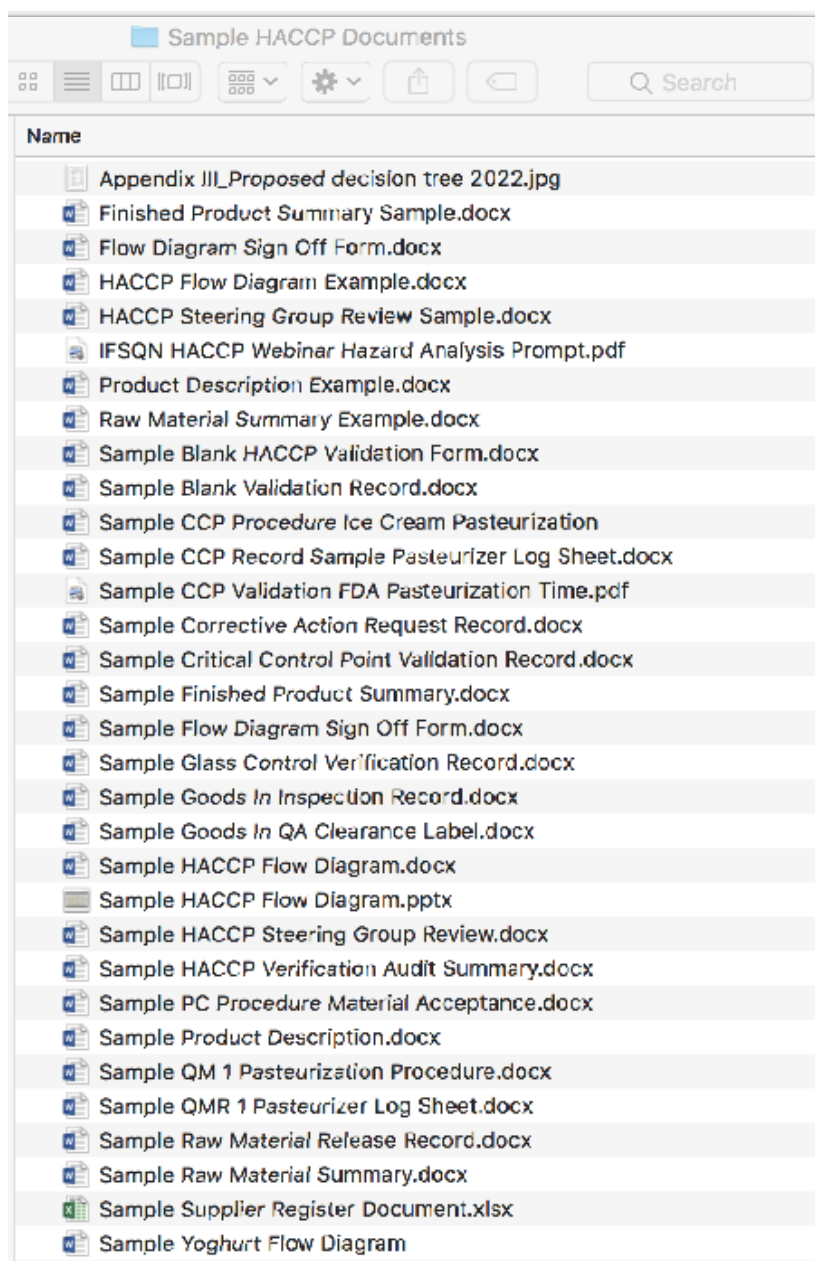 Sample HACCP Documents
Search
Name
Appendix III_Proposed decision tree 2022.jpg
Finished Product Summary Sample.docx
Flow Diagram Sign Off Form.docx
HACCP Flow Diagram Example.docx
HACCP Steering Group Review Sample.docx
IFSQN HACCP Webinar Hazard Analysis Prompt.pdf
Product Description Example.docx
Raw Material Summary Example.docx
Sample Blank HACCP Validation Form.docx
Sample Blank Validation Record.docx
Sample CCP Procedure Ice Cream Pasteurization
Sample CCP Record Sample Pasteurizer Log Sheet.docx
Sample CCP Validation FDA Pasteurization Time.pdf
Sample Corrective Action Request Record.docx
Sample Critical Control Point Validation Record.docx
Sample Finished Product Summary.docx
Sample Flow Diagram Sign Off Form.docx
Sample Glass Control Verification Record.docx
Sample Goods In Inspection Record.docx
Sample Goods In QA Clearance Label.docx
Sample HACCP Flow Diagram.docx
Sample HACCP Flow Diagram.pptx
Sample HACCP Steering Group Review.docx
Sample HACCP Verification Audit Summary.docx
Sample PC Procedure Material Acceptance.docx
Sample Product Description.docx
Sample QM 1 Pasteurization Procedure.docx
Sample QMR 1 Pasteurizer Log Sheet.docx
Sample Raw Material Release Record.docx
Sample Raw Material Summary.docx
Sample Supplier Register Document.xlsx
Sample Yoghurt Flow Diagram